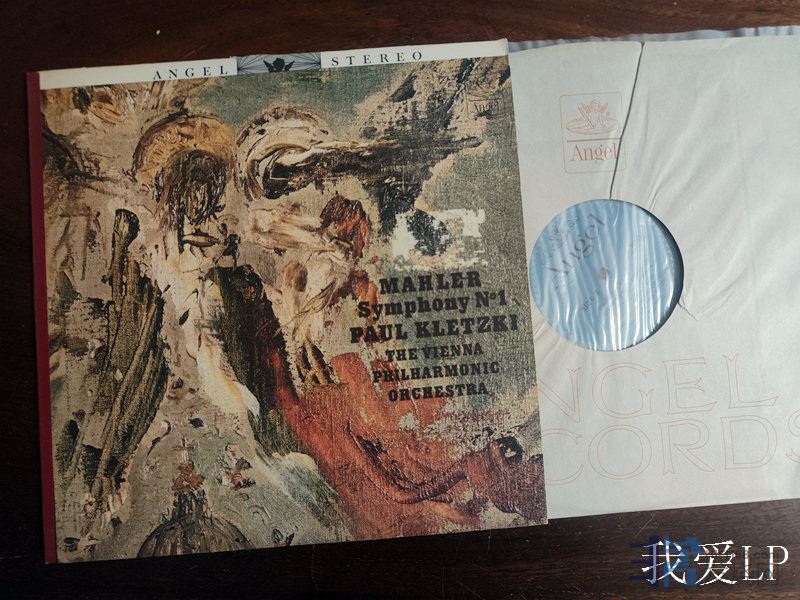 ANGEL STEREO
MAHLER
Symphony Nº1
PAUL KLETZKI
THE VIENNA
PHILHARMONIC
ORCHESTRA
Angel
Angel
NGEL
CORDS
我爱LP